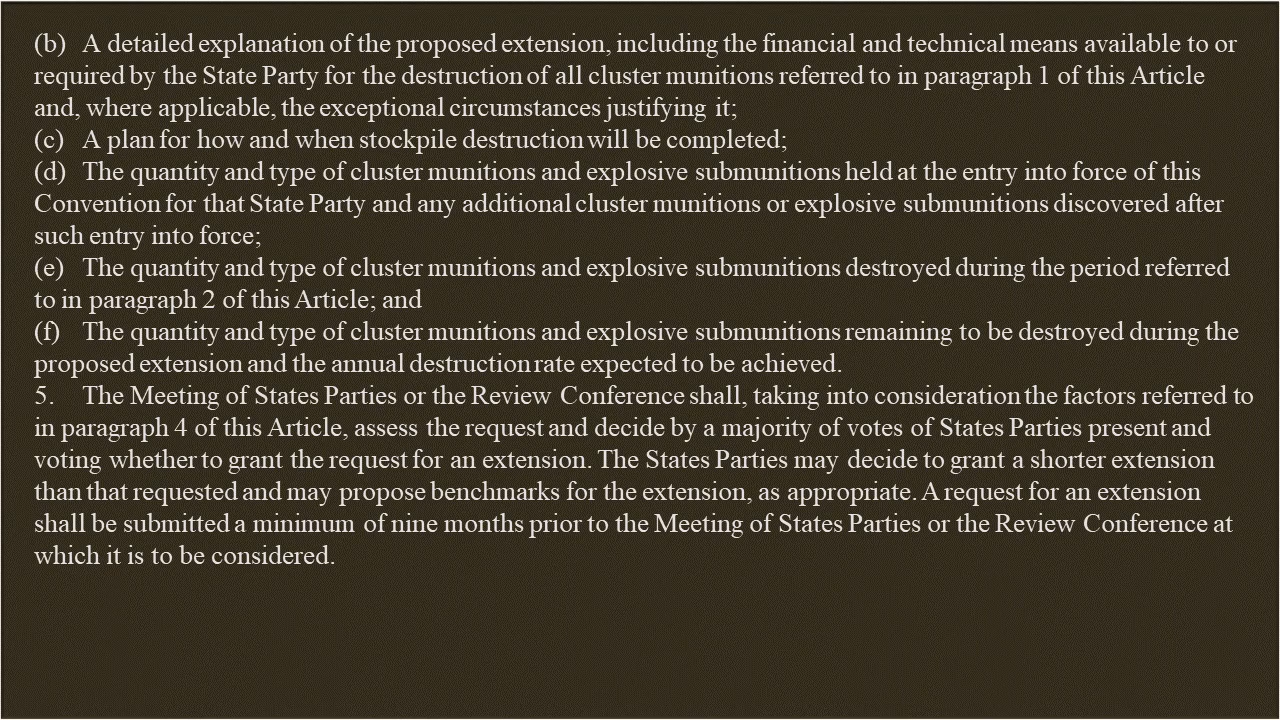 (b) A detailed explanation of the proposed extension, including the financial and technical means available to or
required by the State Party for the destruction of all cluster munitions referred to in paragraph 1 of this Article
and, where applicable, the exceptional circumstances justifying it;
(c) A plan for how and when stockpile destruction will be completed;
(d) The quantity and type of cluster munitions and explosive submunitions held at the entry into force of this
Convention for that State Party and any additional cluster munitions or explosive submunitions discovered after
such entry into force;
(e) The quantity and type of cluster munitions and explosive submunitions destroyed during the period referred
to in paragraph 2 of this Article; and
(f) The quantity and type of cluster munitions and explosive submunitions remaining to be destroyed during the
proposed extension and the annual destruction rate expected to be achieved.
5. The Meeting of States Parties or the Review Conference shall, taking into consideration the factors referred to
in paragraph 4 of this Article, assess the request and decide by a majority of votes of States Parties present and
voting whether to grant the request for an extension. The States Parties may decide to grant a shorter extension
than that requested and may propose benchmarks for the extension, as appropriate. A request for an extension
shall be submitted a minimum of nine months prior to the Meeting of States Parties or the Review Conference at
which it is to be considered.